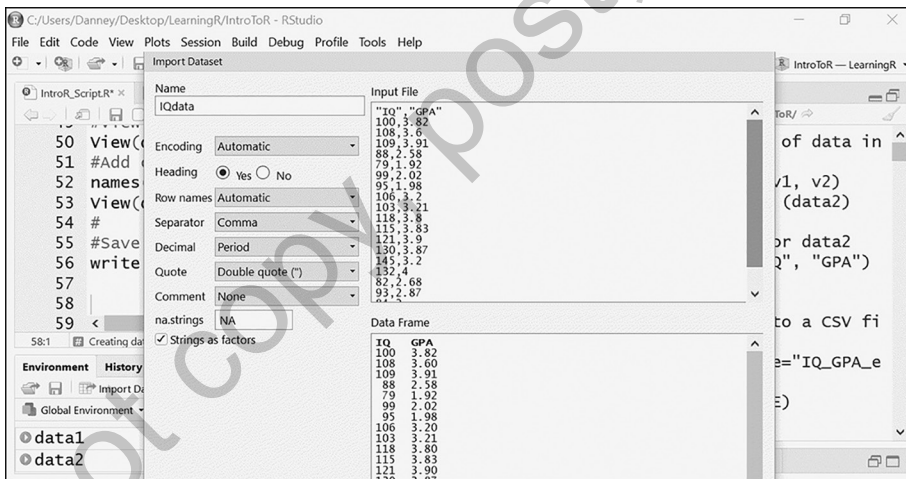 C:/Users/Danney/Desktop/LearningR/IntroToR - RStudio
File Edit Code View Plots Session Build Debug Profile Tools Help
IntroToR — LearningR
Import Dataset
IntroR_Script.R*
ToR/
Name
IQdata
Encoding Automatic
Heading Yes No
Row names Automatic
Separator Comma
Decimal Period
Quote Double quote (")
Comment None
na.strings NA
Strings as factors
Input File
"IQ","GPA"
100,3.82
108,3.6
109,3.91
88,2.58
79,1.92
99,2.02
95,1.98
106,3.2
103,3.21
118,3.8
115,3.83
121,3.9
130,3.87
145,3.2
132,4
82,2.68
93,2.87
Data Frame
IQ GPA
100 3.82
108 3.60
109 3.91
88 2.58
79 1.92
99 2.02
95 1.98
106 3.20
103 3.21
118 3.80
115 3.83
121 3.90
50 View(
51 #Add
52 names
53 View(
54 #
55 #Save
56 write
57
58
59
of data in
v1, v2)
(data2)
or data2
", "GPA")
to a CSV fi
e="IQ_GPA_e
E)
58:1 Creating da
Environment History
Import Da
Global Environment
data1
data2
ot copy, post,